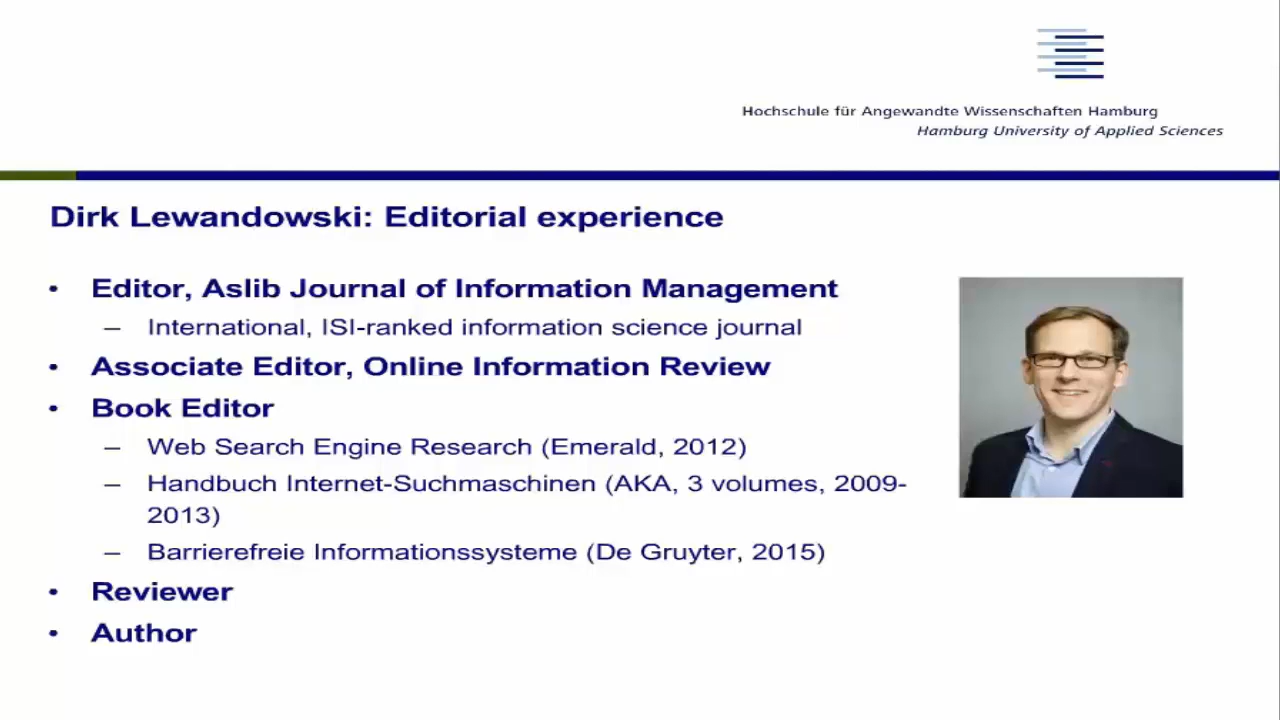 Hochschule für Angewandte Wissenschaften Hamburg
Hamburg University of Applied Sciences
Dirk Lewandowski: Editorial experience
• Editor, Aslib Journal of Information Management
– International, ISI-ranked information science journal
• Associate Editor, Online Information Review
• Book Editor
– Web Search Engine Research (Emerald, 2012)
– Handbuch Internet-Suchmaschinen (AKA, 3 volumes, 2009-
2013)
– Barrierefreie Informationssysteme (De Gruyter, 2015)
• Reviewer
• Author